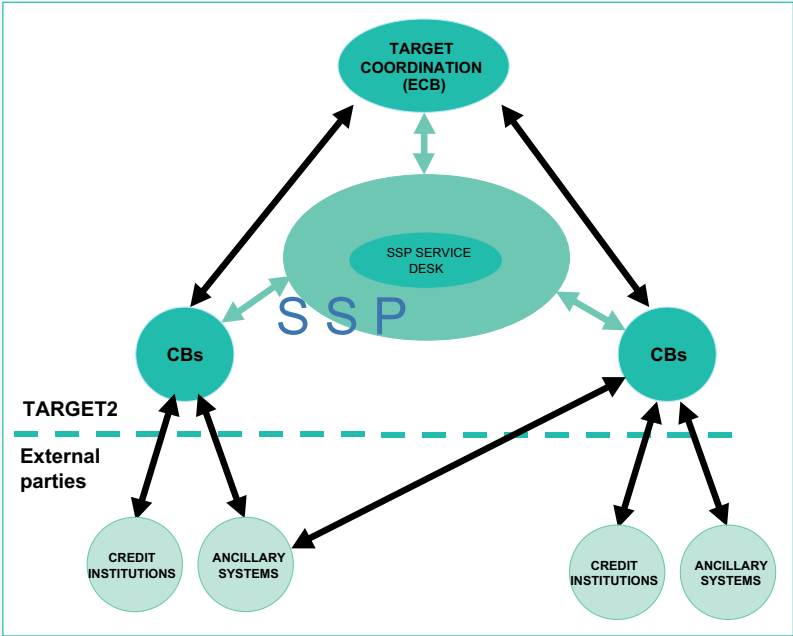 TARGET
COORDINATION
(ECB)
SSP SERVICE
DESK
S S P
CBs
CBs
TARGET2
External
parties
CREDIT
INSTITUTIONS
ANCILLARY
SYSTEMS
CREDIT
INSTITUTIONS
ANCILLARY
SYSTEMS